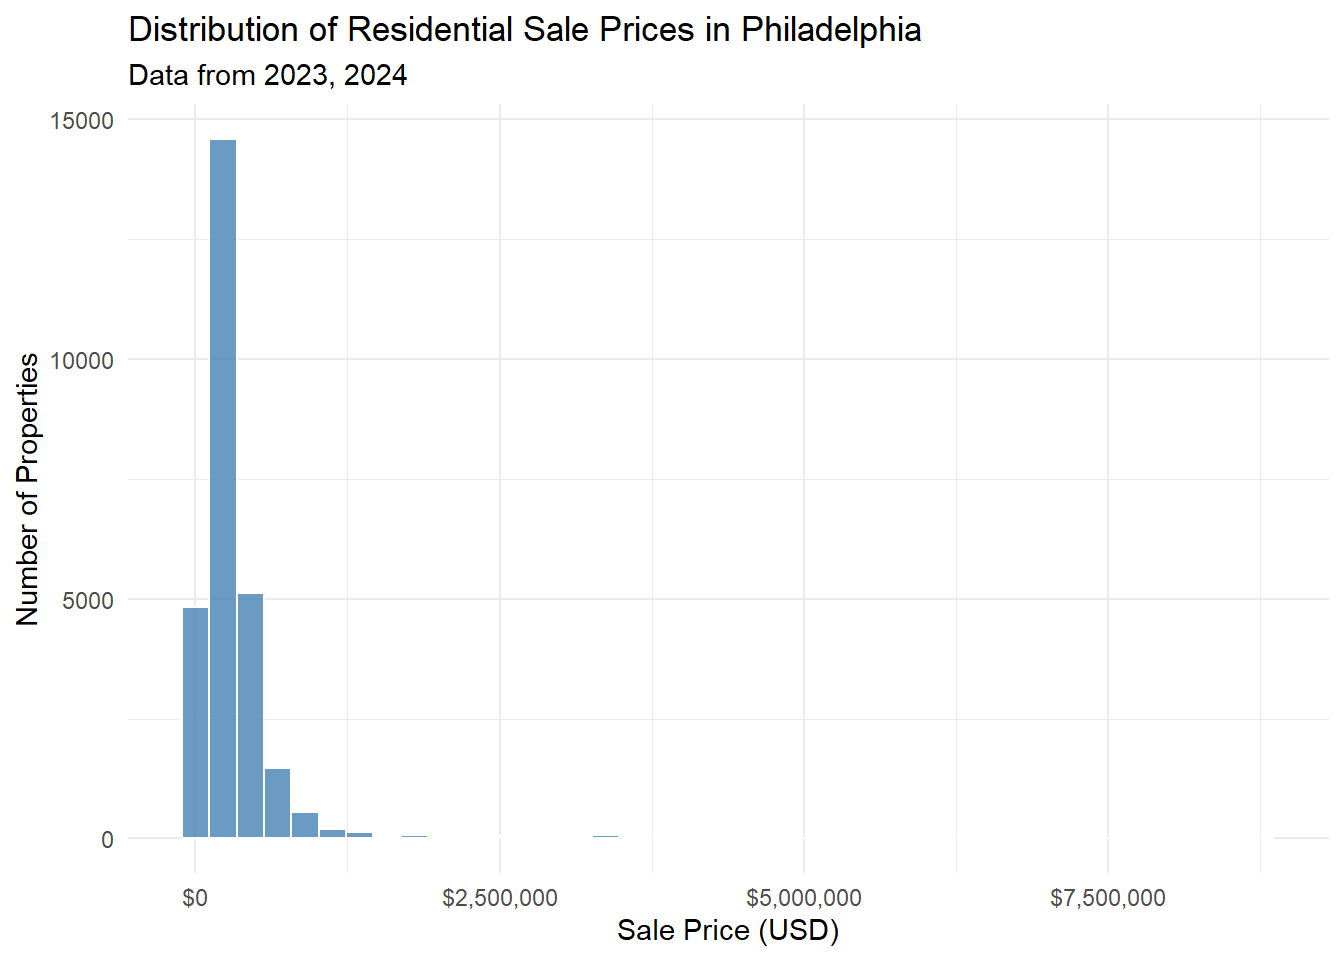 Distribution of Residential Sale Prices in Philadelphia
Data from 2023, 2024
15000
10000
5000
0
Number of Properties
$0
$2,500,000
$5,000,000
$7,500,000
Sale Price (USD)